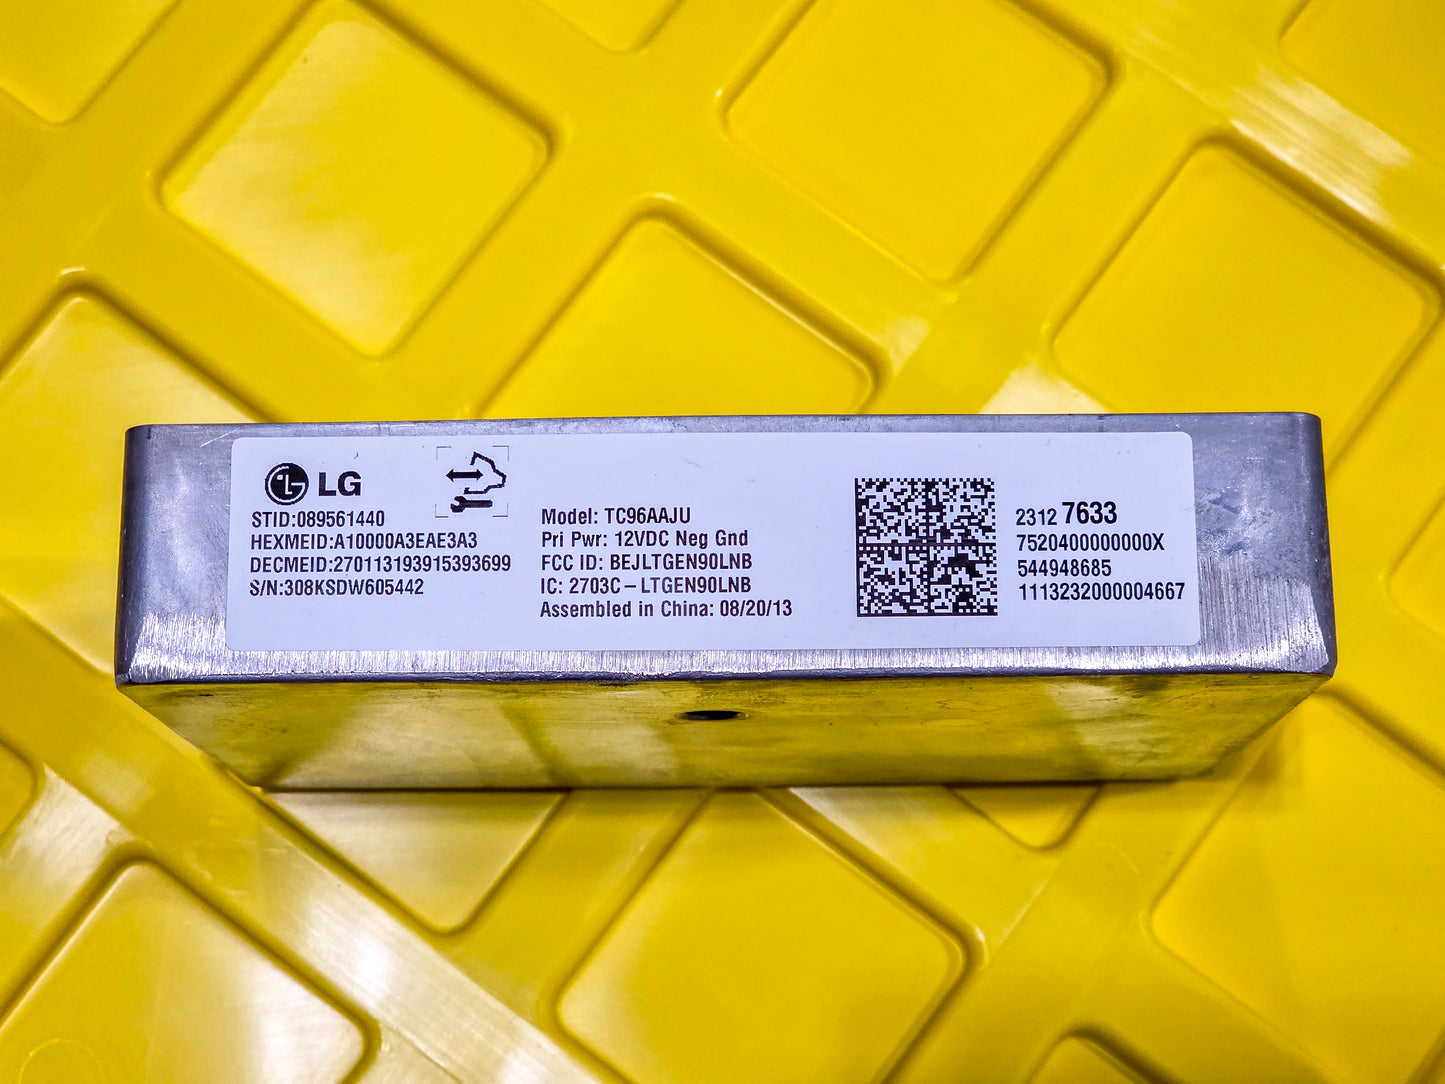 LG
STID:089561440
HEXMEID:A10000A3EAE3A3
DECMEID:270113193915393699
S/N:308KSDW605442
Model: TC96AAJU
Pri Pwr: 12VDC Neg Gnd
FCC ID: BEJLTGEN90LNB
IC: 2703C–LTGEN90LNB
Assembled in China: 08/20/13
2312 7633
7520400000000X
544948685
1113232000004667